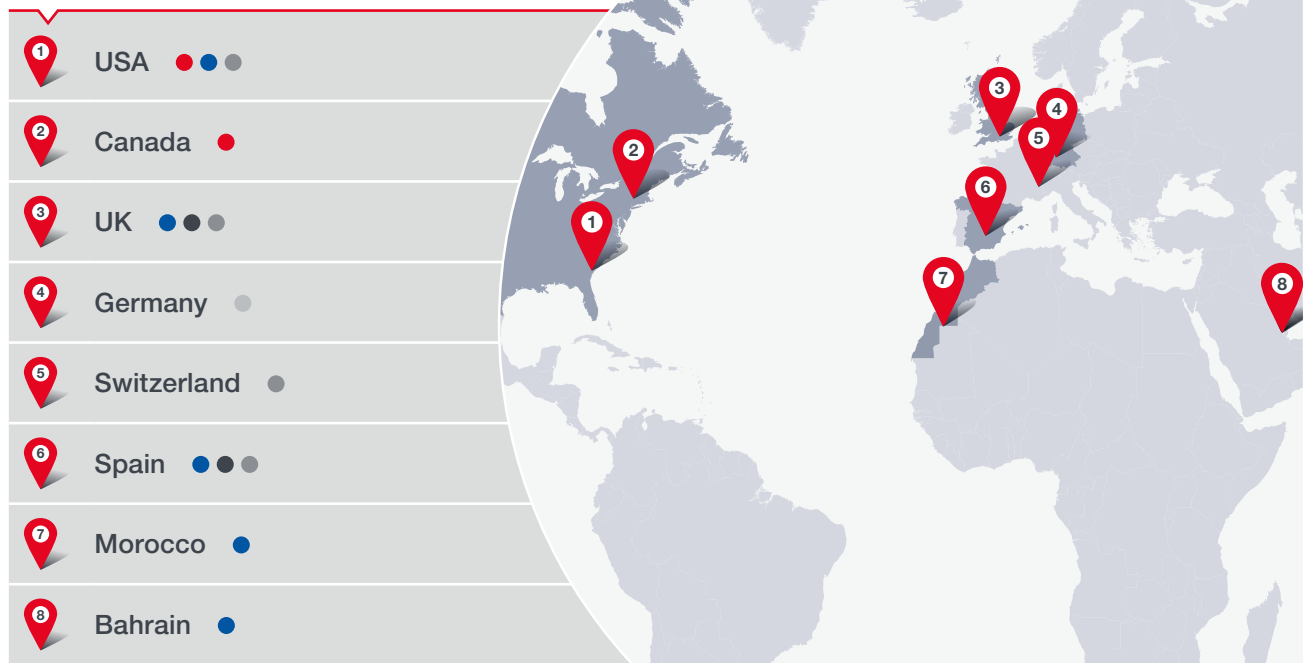 1 USA
2 Canada
3 UK
4 Germany
5 Switzerland
6 Spain
7 Morocco
8 Bahrain
3
4
5
2
6
1
7
8